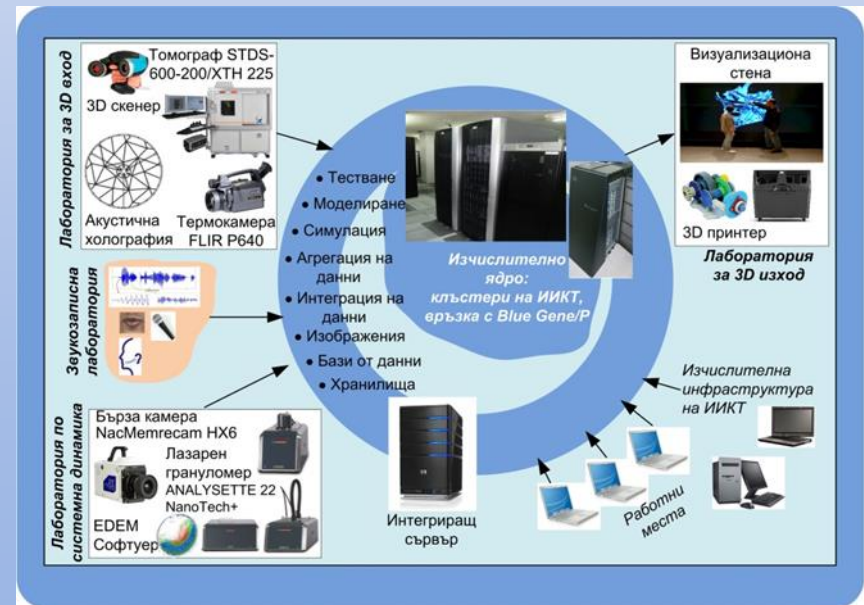 Лаборатория за 3D вход
Томограф STDS-
600-200/XTH 225
3D скенер
Акустична
холография
Термокамера
FLIR P640
Звукозаписна
лаборатория
Лаборатория по
системна динамика
Бърза камера
NacMemrecam HX6
Лазарен
грануломер
ANALYSETTE 22
NanoTech+
EDEM
Софтуер
• Тестване
• Моделиране
• Симулация
• Агрегация на
данни
• Интеграция на
данни
• Изображения
• Бази от данни
• Хранилища
Изчислително
ядро:
клъстери на ИИКТ,
връзка с Blue Gene/P
Интегриращ
сървър
Визуализациона
стена
3D принтер
Лаборатория
за 3D изход
Изчислителна
инфраструктура
на ИИКТ
Работни
места